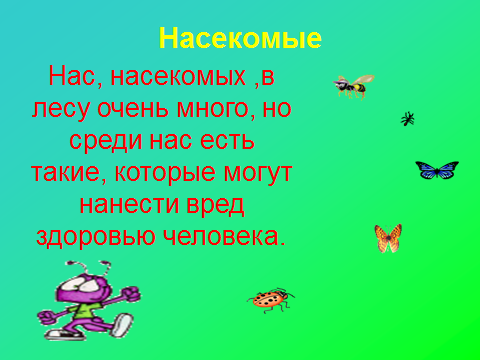 Насекомые
Нас, насекомых ,в
лесу очень много, но
среди нас есть
такие, которые могут
нанести вред
здоровью человека.